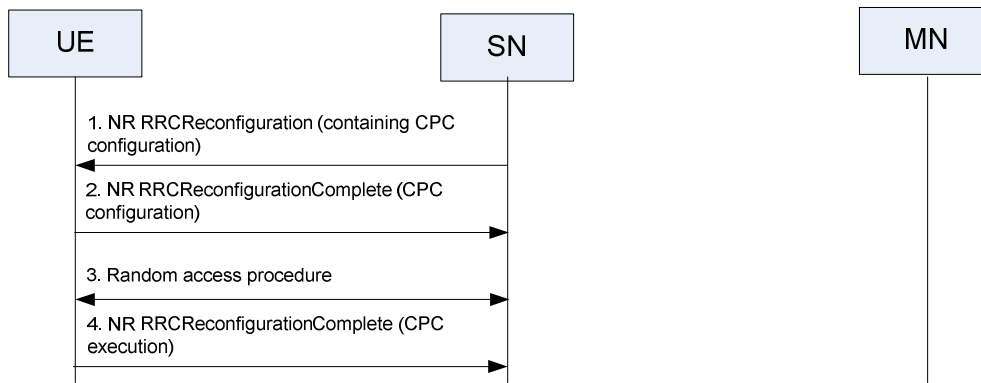 UE
SN
MN
1. NR RRCReconfiguration (containing CPC
configuration)
2. NR RRCReconfigurationComplete (CPC
configuration)
3. Random access procedure
4. NR RRCReconfigurationComplete (CPC
execution)